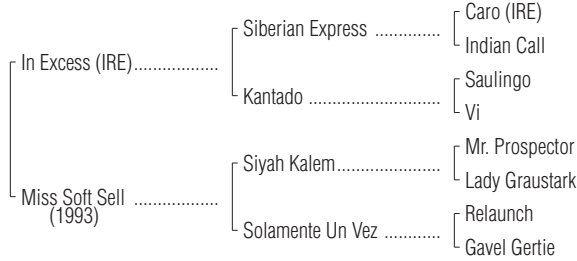 Caro (IRE)
Siberian Express ..............
Indian Call
In Excess (IRE)..................
Saulingo
Kantado ............................
Vi
Mr. Prospector
Siyah Kalem......................
Lady Graustark
Miss Soft Sell ..................
(1993)
Relaunch
Solamente Un Vez ............
Gavel Gertie